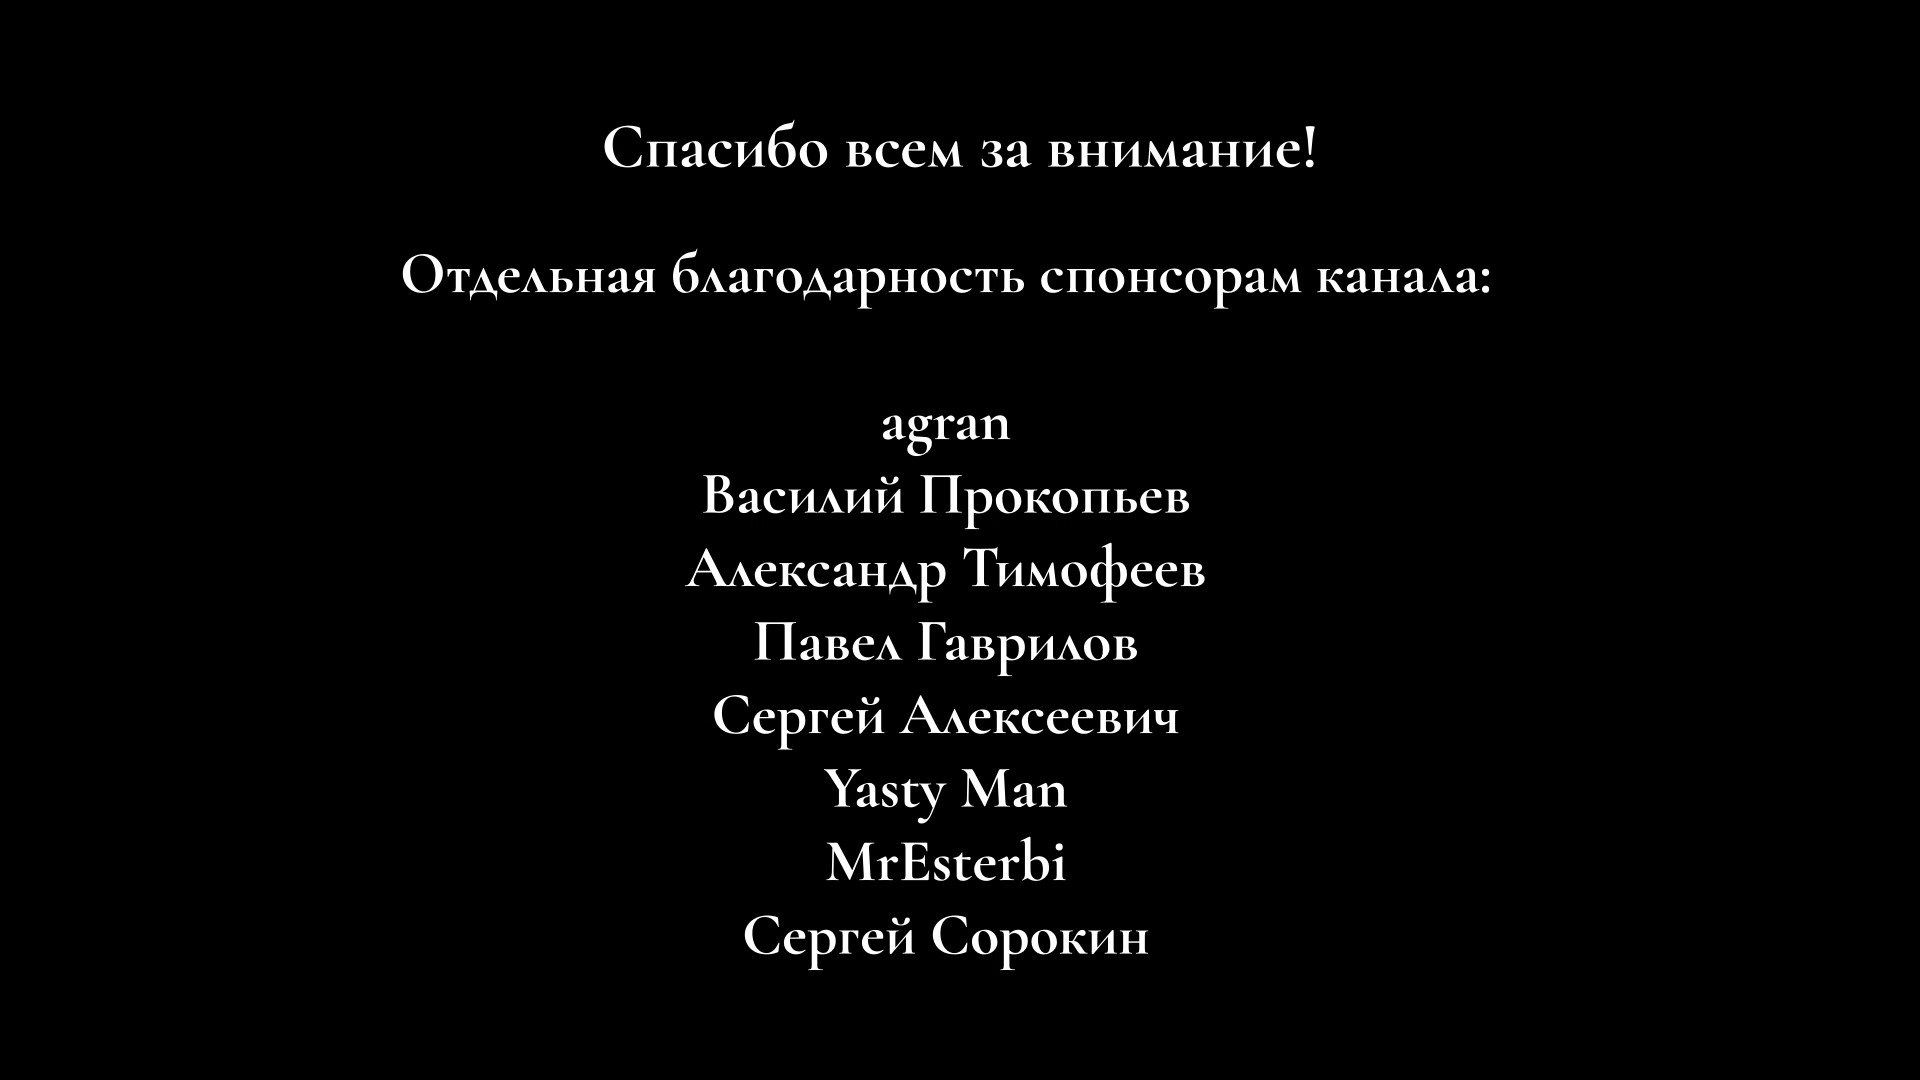 Спасибо всем за внимание!
Отдельная благодарность спонсорам канала:
agran
Василий Прокопьев
Александр Тимофеев
Павел Гаврилов
Сергей Алексеевич
Yasty Man
MrEsterbi
Сергей Сорокин